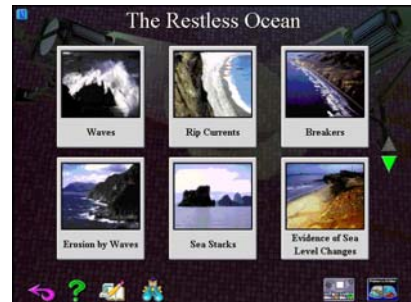 The Restless Ocean
Waves
Rip Currents
Breakers
Erosion by Waves
Sea Stacks
Evidence of Sea
Level Changes
?